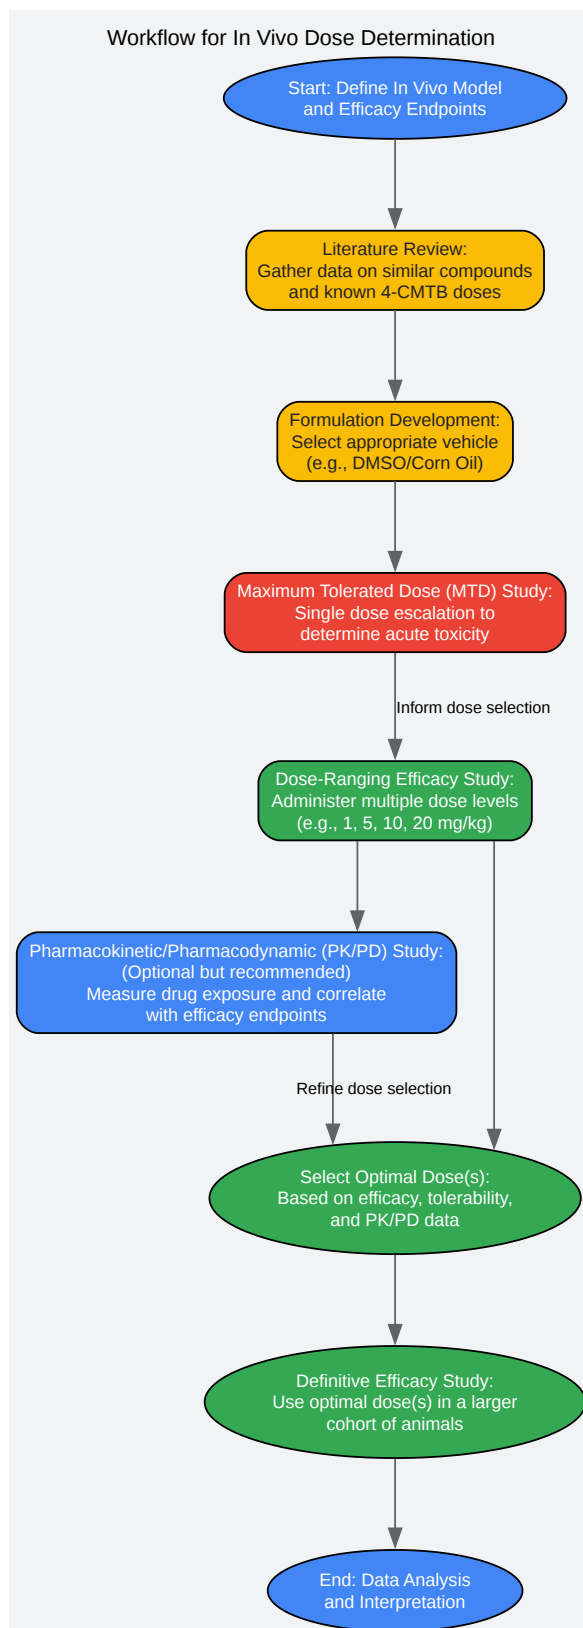 Workflow for In Vivo Dose Determination
Start: Define In Vivo Model
and Efficacy Endpoints
Literature Review:
Gather data on similar compounds
and known 4-CMTB doses
Formulation Development:
Select appropriate vehicle
(e.g., DMSO/Corn Oil)
Maximum Tolerated Dose (MTD) Study:
Single dose escalation to
determine acute toxicity
Inform dose selection
Dose-Ranging Efficacy Study:
Administer multiple dose levels
(e.g., 1, 5, 10, 20 mg/kg)
Pharmacokinetic/Pharmacodynamic (PK/PD) Study:
(Optional but recommended)
Measure drug exposure and correlate
with efficacy endpoints
Refine dose selection
Select Optimal Dose(s):
Based on efficacy, tolerability,
and PK/PD data
Definitive Efficacy Study:
Use optimal dose(s) in a larger
cohort of animals
End: Data Analysis
and Interpretation